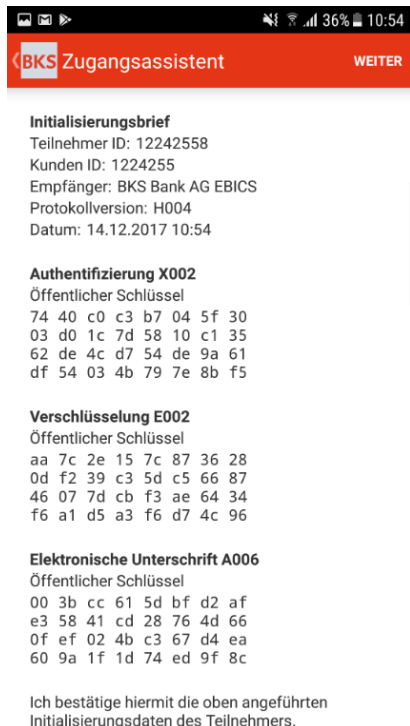 36% 10:54
BKS Zugangsassistent WEITER
Initialisierungsbrief
Teilnehmer ID: 12242558
Kunden ID: 1224255
Empfänger: BKS Bank AG EBICS
Protokollversion: H004
Datum: 14.12.2017 10:54
Authentifizierung X002
Öffentlicher Schlüssel
74 40 c0 c3 b7 04 5f 30
03 d0 1c 7d 58 10 c1 35
62 de 4c d7 54 de 9a 61
df 54 03 4b 79 7e 8b f5
Verschlüsselung E002
Öffentlicher Schlüssel
aa 7c 2e 15 7c 87 36 28
0d f2 39 c3 5d c5 66 87
46 07 7d cb f3 ae 64 34
f6 a1 d5 a3 f6 d7 4c 96
Elektronische Unterschrift A006
Öffentlicher Schlüssel
00 3b cc 61 5d bf d2 af
e3 58 41 cd 28 76 4d 66
0f ef 02 4b c3 67 d4 ea
60 9a 1f 1d 74 ed 9f 8c
Ich bestätige hiermit die oben angeführten
Initialisierungsdaten des Teilnehmers.